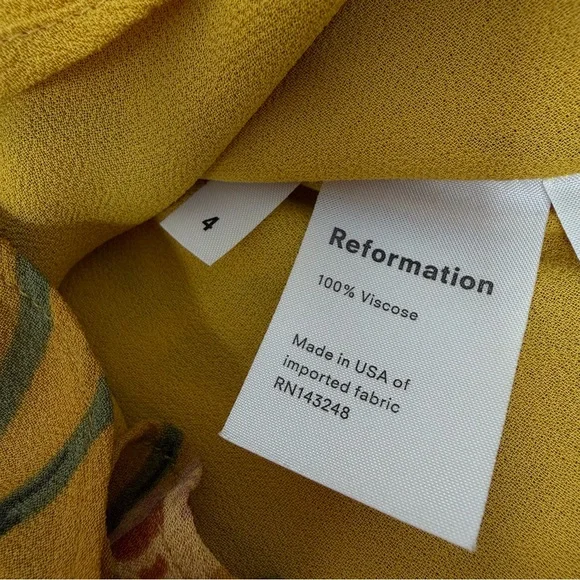 4
Reformation
100% Viscose
Made in USA of
imported fabric
RN143248